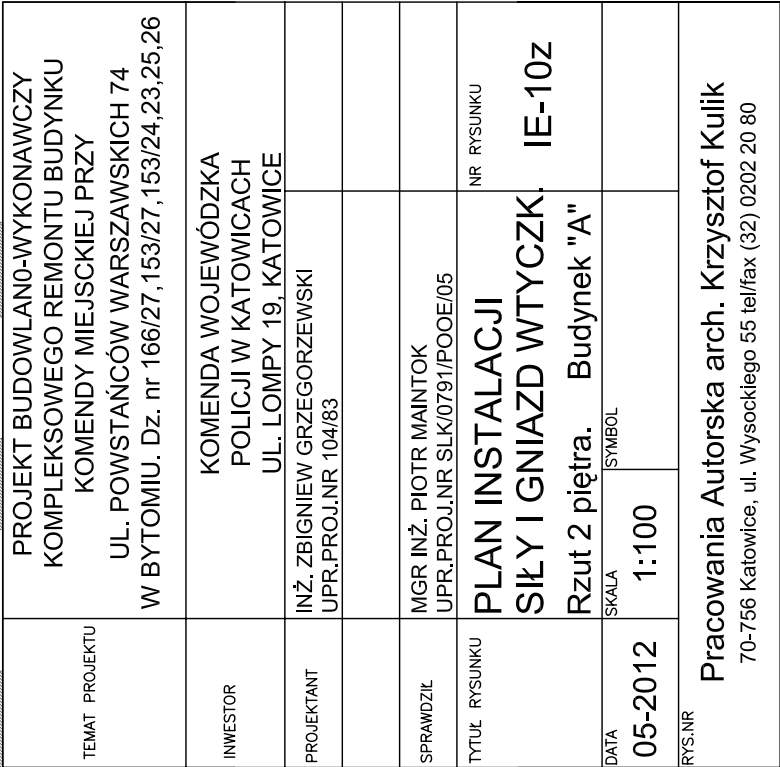 TEMAT PROJEKTU
PROJEKT BUDOWLAN0-WYKONAWCZY
KOMPLEKSOWEGO REMONTU BUDYNKU
KOMENDY MIEJSCKIEJ PRZY
UL. POWSTAŃCÓW WARSZAWSKICH 74
W BYTOMIU. Dz. nr 166/27,153/27,153/24,23,25,26
INWESTOR
KOMENDA WOJEWÓDZKA
POLICJI W KATOWICACH
UL. LOMPY 19, KATOWICE
PROJEKTANT
INŻ. ZBIGNIEW GRZEGORZEWSKI
UPR.PROJ.NR 104/83
SPRAWDZIŁ
MGR INŻ. PIOTR MAINTOK
UPR.PROJ.NR SLK/0791/POOE/05
TYTUŁ RYSUNKU
PLAN INSTALACJI
SIŁY I GNIAZD WTYCZK.
Rzut 2 piętra. Budynek "A"
NR RYSUNKU
IE-10z
DATA
05-2012
SKALA
1:100
SYMBOL
RYS.NR
Pracowania Autorska arch. Krzysztof Kulik
70-756 Katowice, ul. Wysockiego 55 tel/fax (32) 0202 20 80